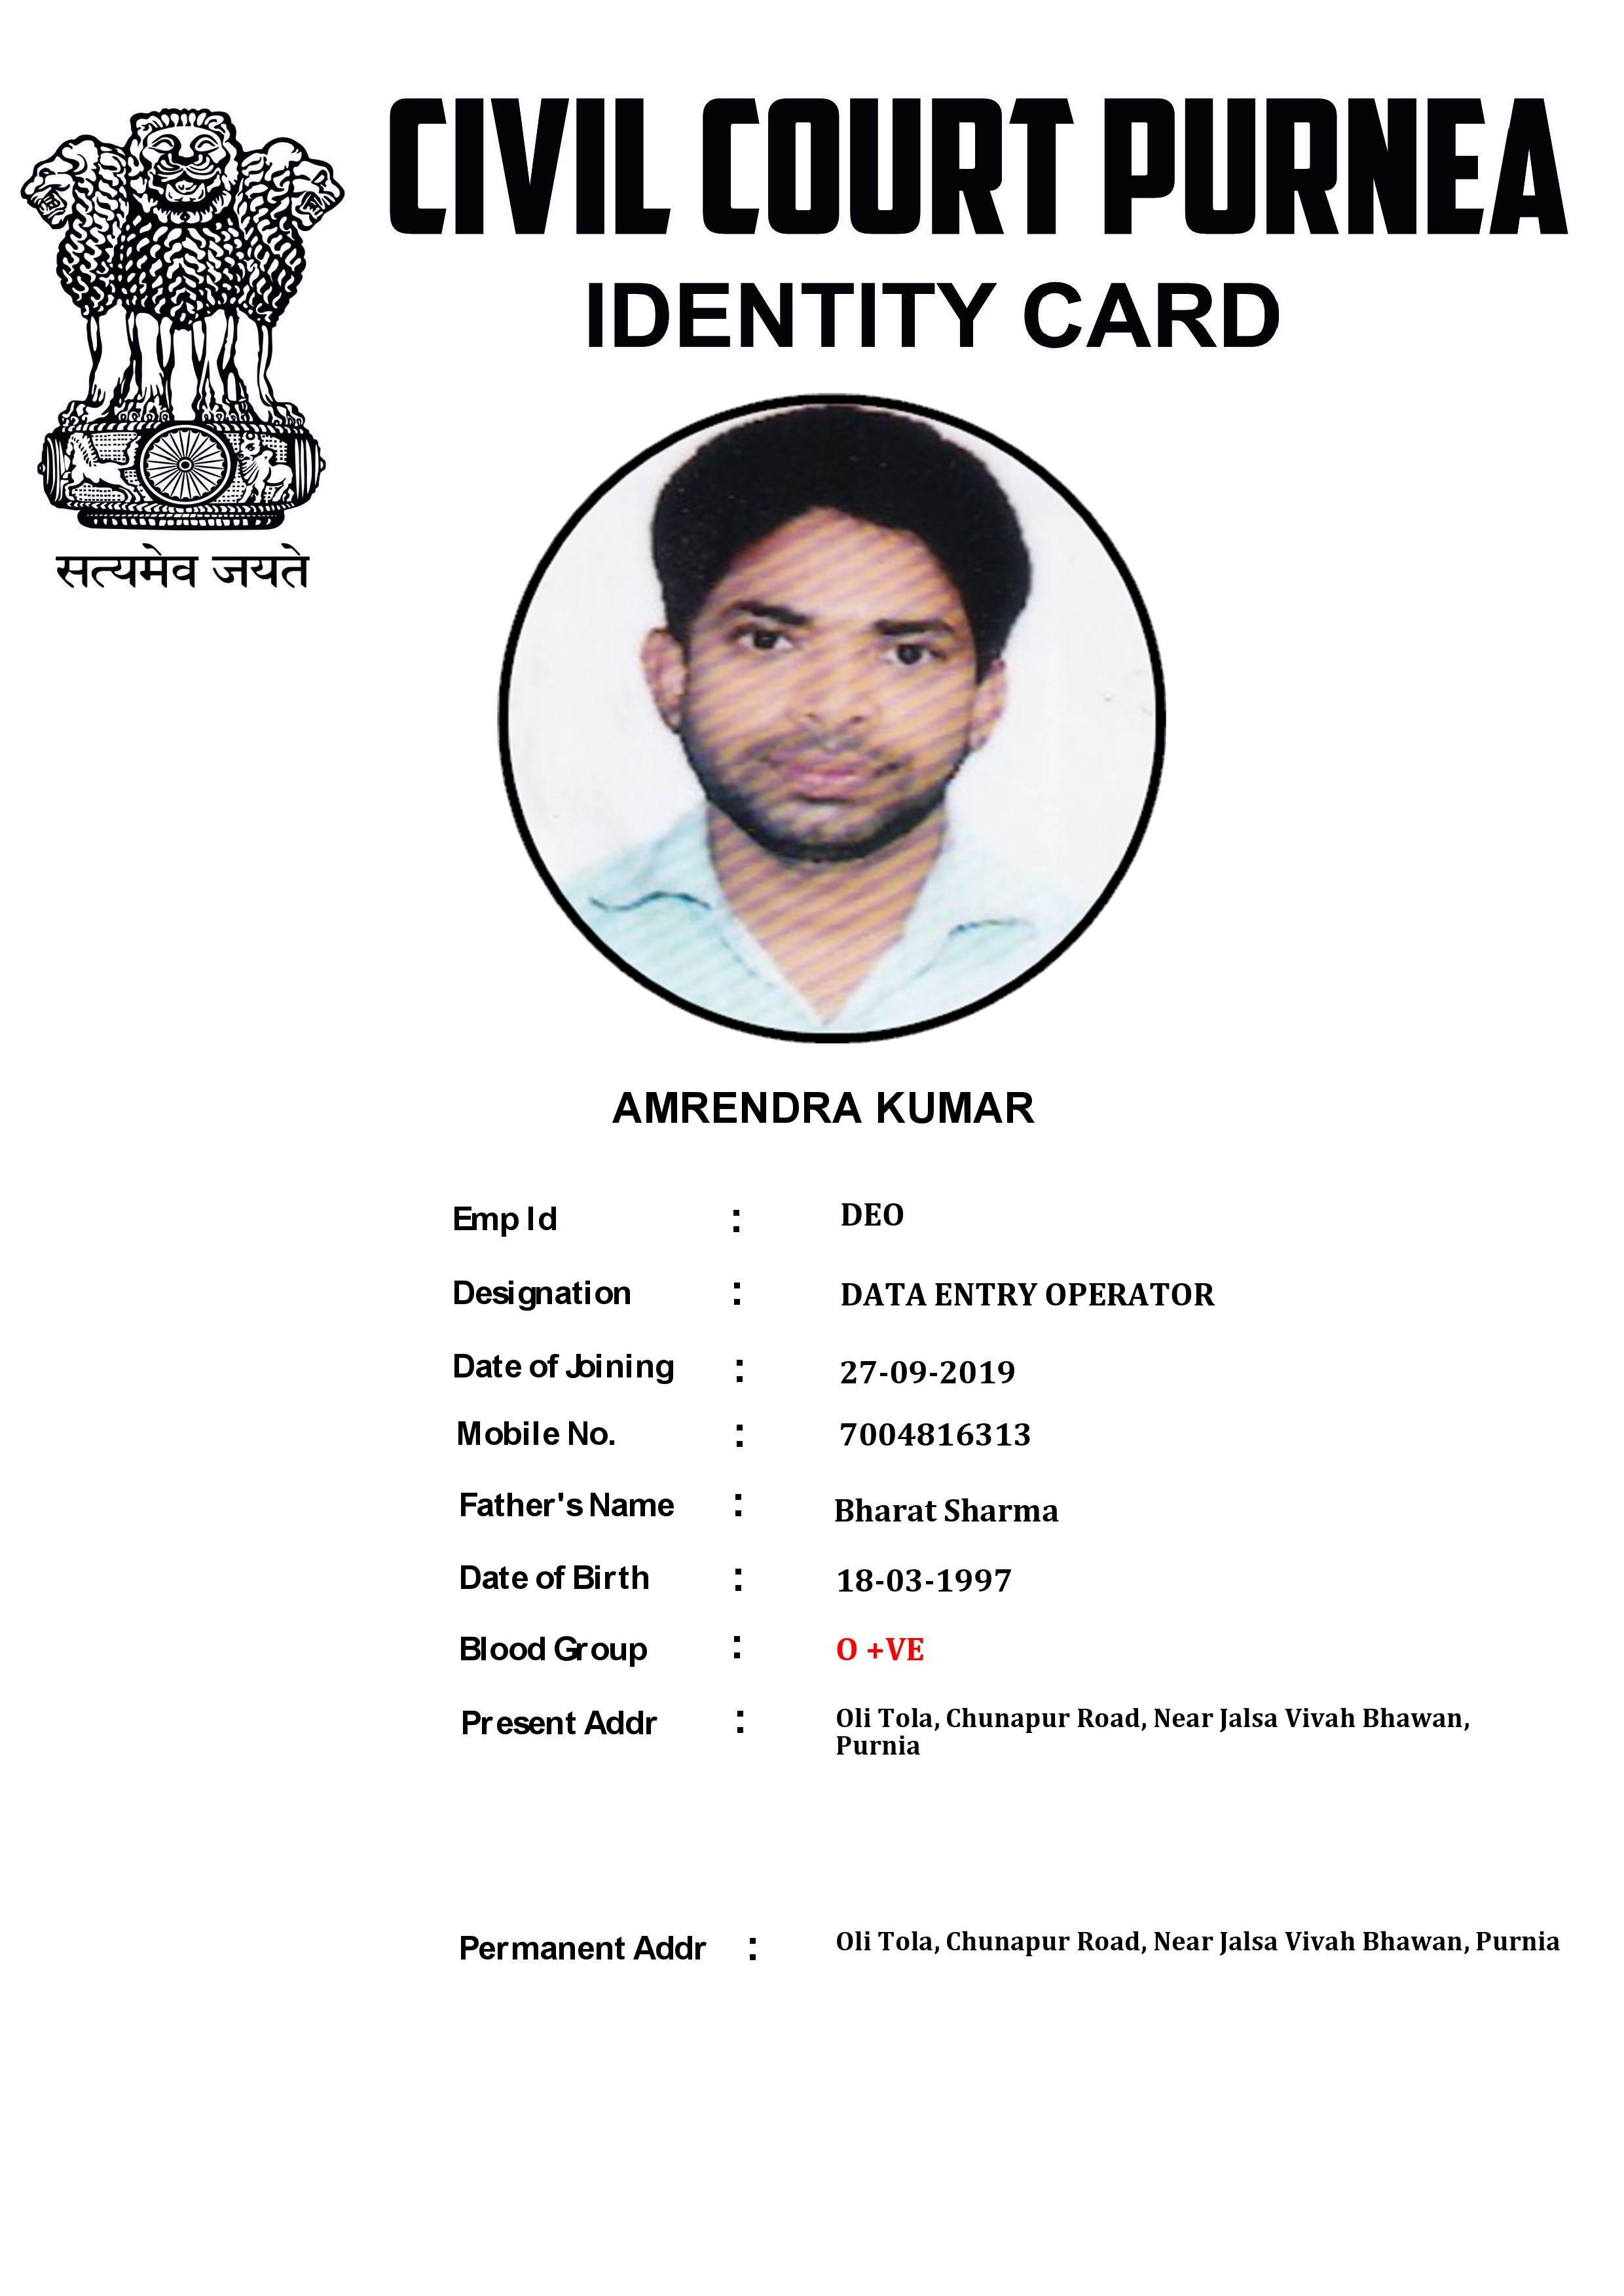 CIVIL COURT PURNEA
IDENTITY CARD
सत्यमेव जयते
AMRENDRA KUMAR
Emp Id : DEO
Designation : DATA ENTRY OPERATOR
Date of Joining : 27-09-2019
Mobile No. : 7004816313
Father's Name : Bharat Sharma
Date of Birth : 18-03-1997
Blood Group : O +VE
Present Addr : Oli Tola, Chunapur Road, Near Jalsa Vivah Bhawan,
Purnia
Permanent Addr : Oli Tola, Chunapur Road, Near Jalsa Vivah Bhawan, Purnia